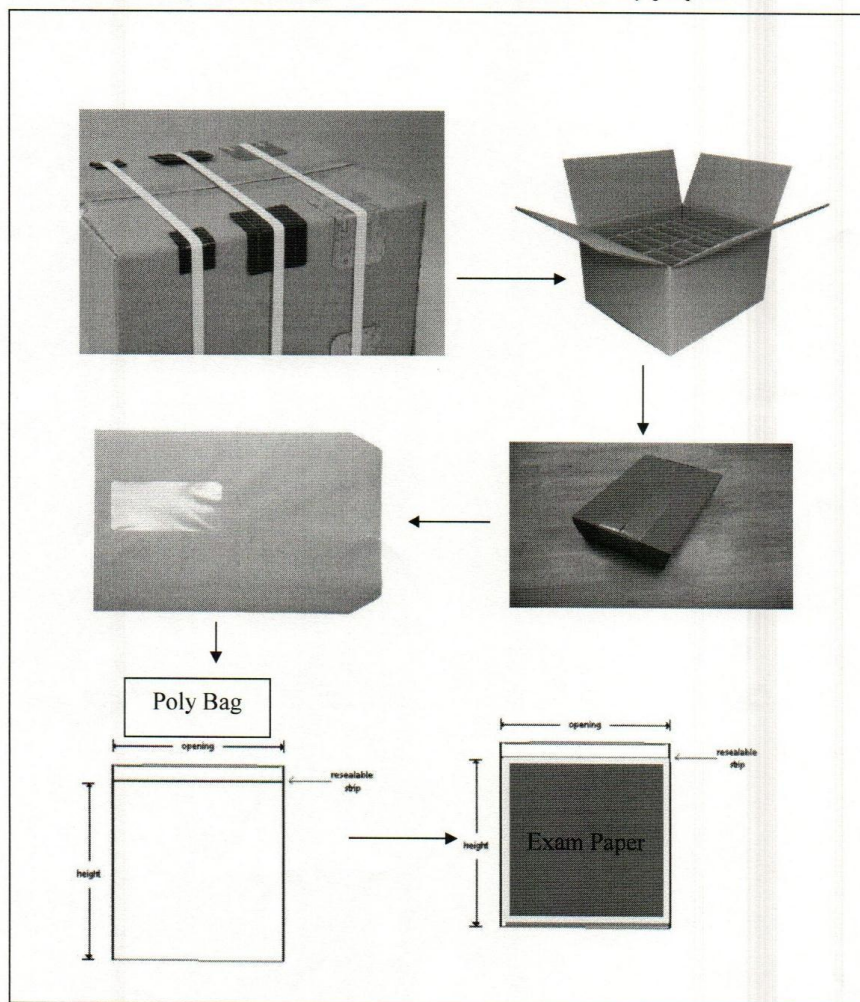 Poly Bag
opening
resealable
strip
height
opening
resealable
strip
height
Exam Paper